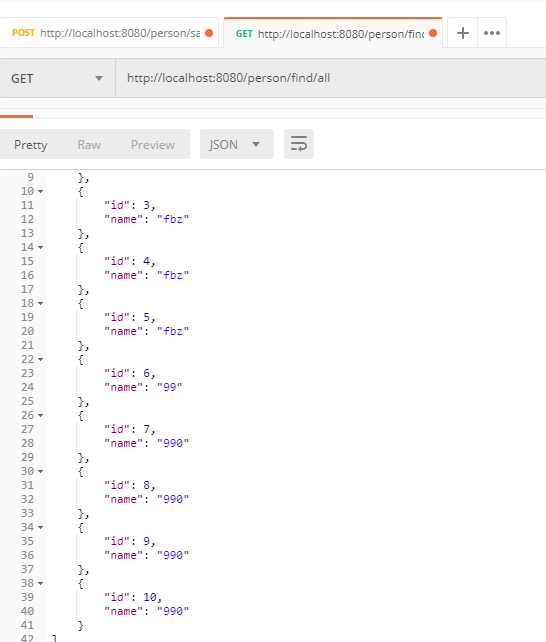 POST http://localhost:8080/person/sa
GET http://localhost:8080/person/fin
GET http://localhost:8080/person/find/all
Pretty Raw Preview JSON
9 },
10 {
11 "id": 3,
12 "name": "fbz"
13 },
14 {
15 "id": 4,
16 "name": "fbz"
17 },
18 {
19 "id": 5,
20 "name": "fbz"
21 },
22 {
23 "id": 6,
24 "name": "99"
25 },
26 {
27 "id": 7,
28 "name": "990"
29 },
30 {
31 "id": 8,
32 "name": "990"
33 },
34 {
35 "id": 9,
36 "name": "990"
37 },
38 {
39 "id": 10,
40 "name": "990"
41 }
42 ]